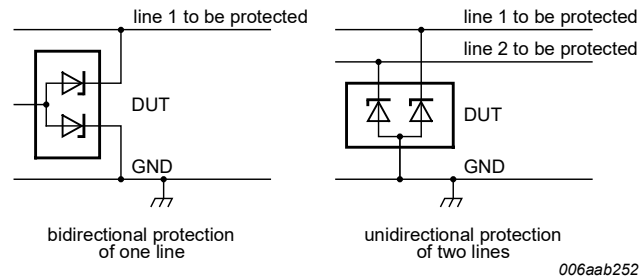 line 1 to be protected
DUT
GND
bidirectional protection
of one line
line 1 to be protected
line 2 to be protected
DUT
GND
unidirectional protection
of two lines
006aab252